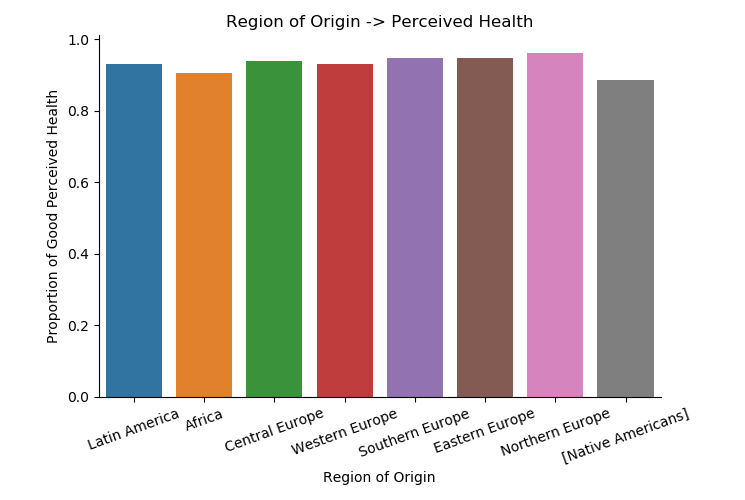 Region of Origin -> Perceived Health
Proportion of Good Perceived Health
1.0
0.8
0.6
0.4
0.2
0.0
Latin America
Africa
Central Europe
Western Europe
Southern Europe
Eastern Europe
Northern Europe
[Native Americans]
Region of Origin